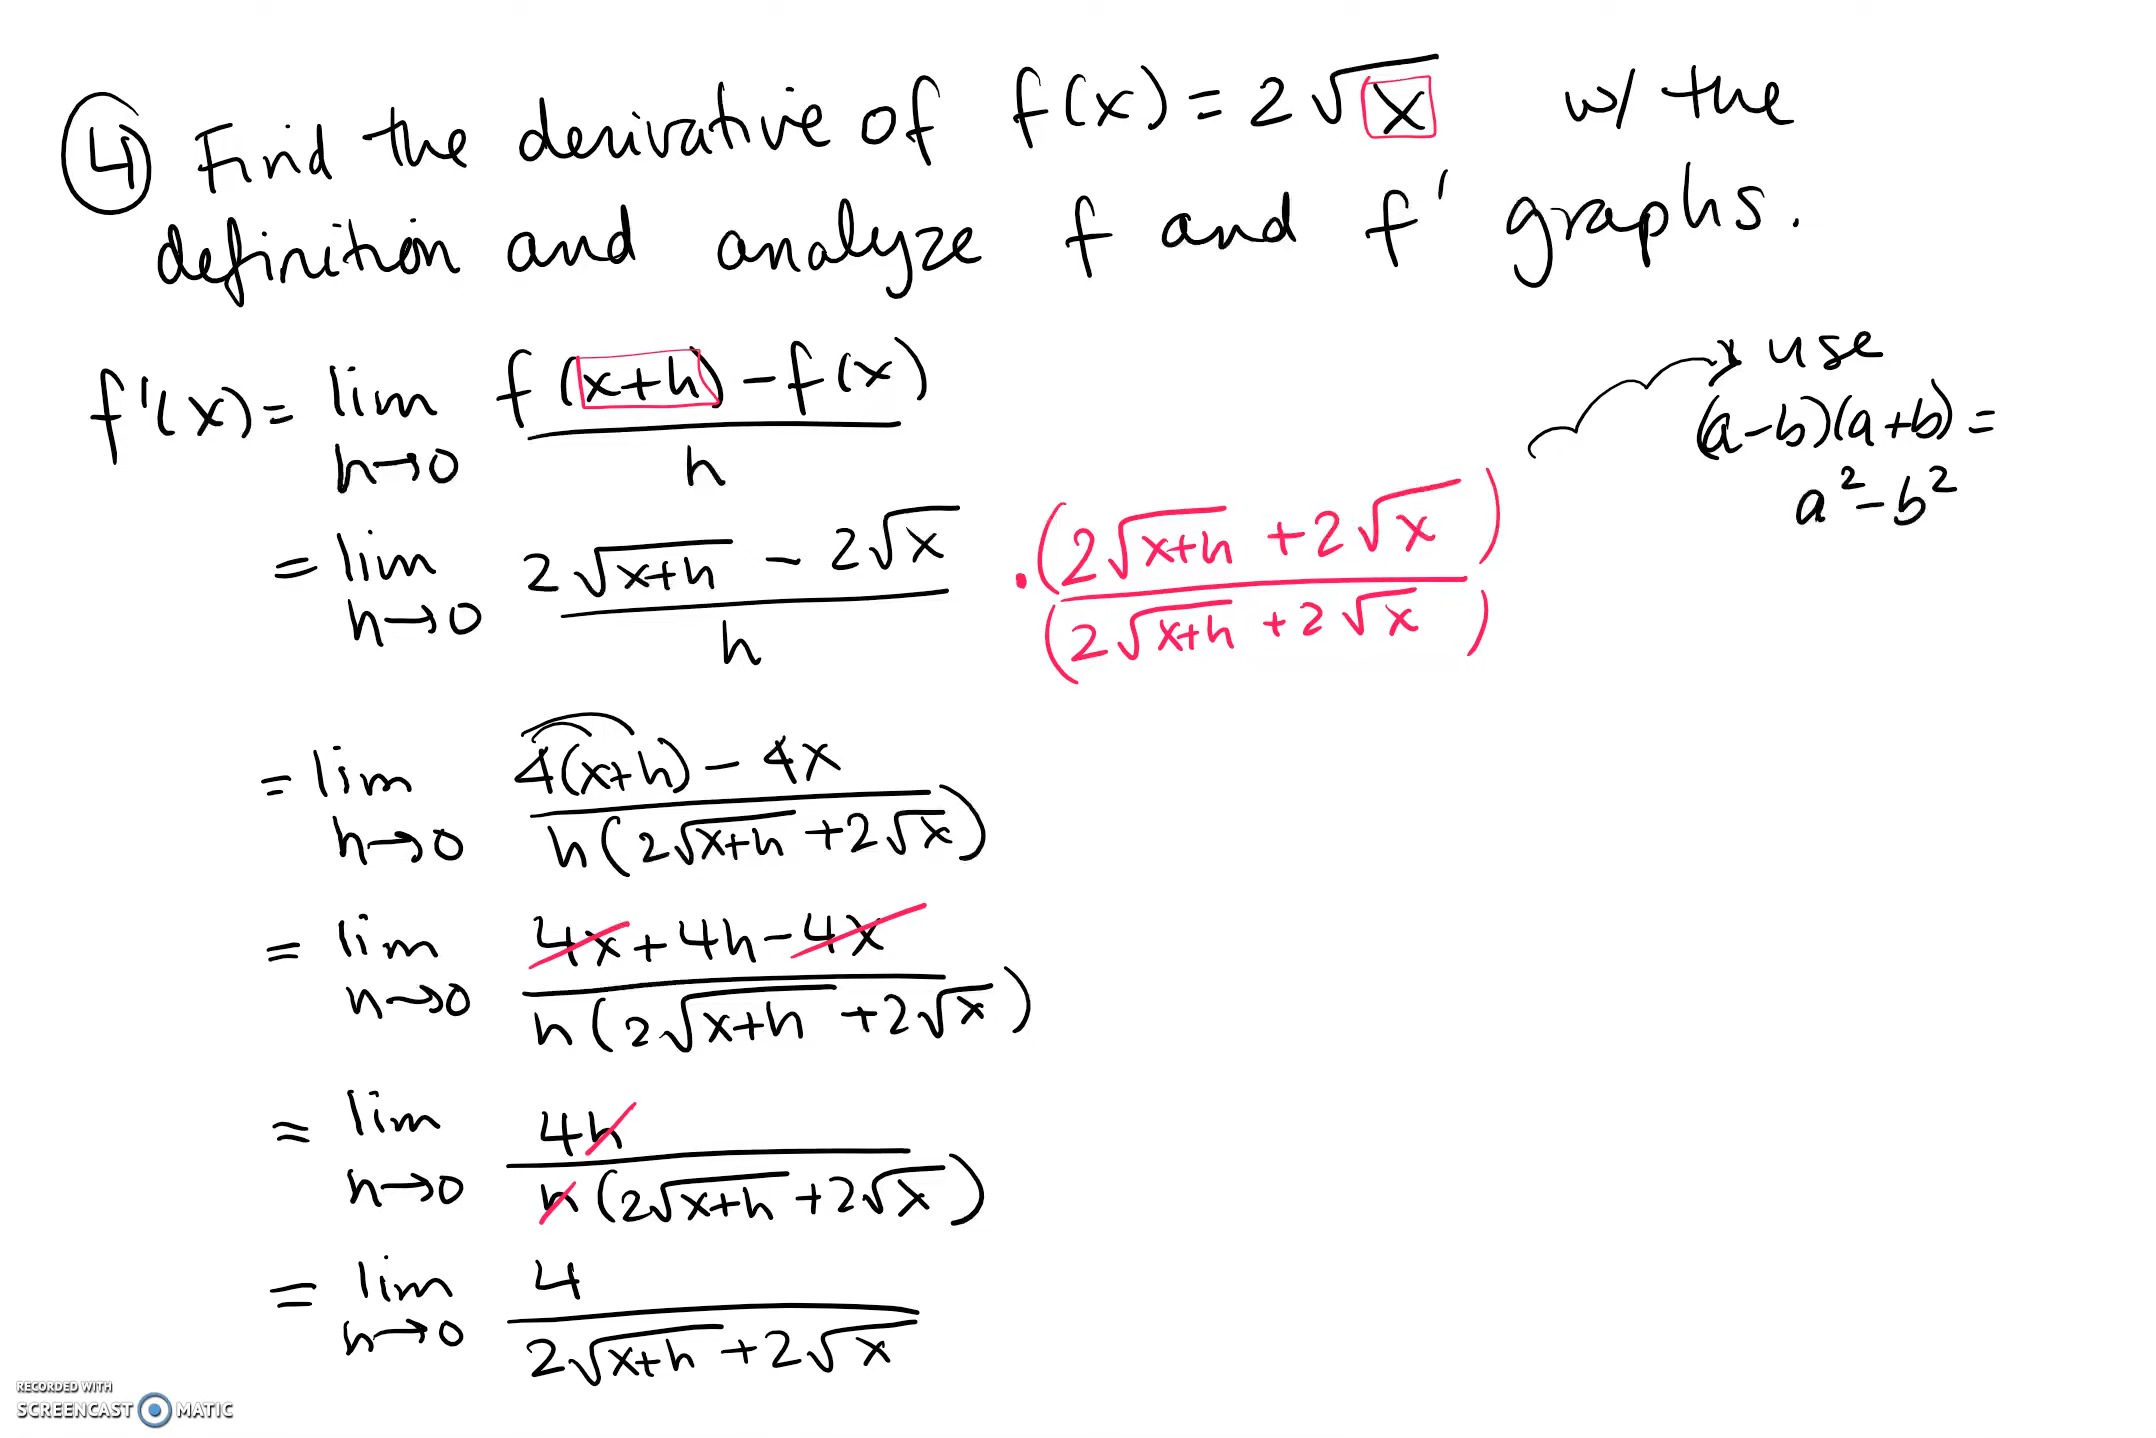 ④ Find the derivative of f(x) = 2√x w/ the
definition and analyze f and f' graphs.
f'(x) = lim h→0 (f(x+h) − f(x))/h
use
(a−b)(a+b) =
a² − b²
= lim h→0 (2√(x+h) − 2√x)/h · (2√(x+h) + 2√x)/(2√(x+h) + 2√x)
= lim h→0 (4(x+h) − 4x)/(h(2√(x+h) + 2√x))
= lim h→0 (4x + 4h − 4x)/(h(2√(x+h) + 2√x))
= lim h→0 4h/(h(2√(x+h) + 2√x))
= lim h→0 4/(2√(x+h) + 2√x)
RECORDED WITH
SCREENCAST MATIC